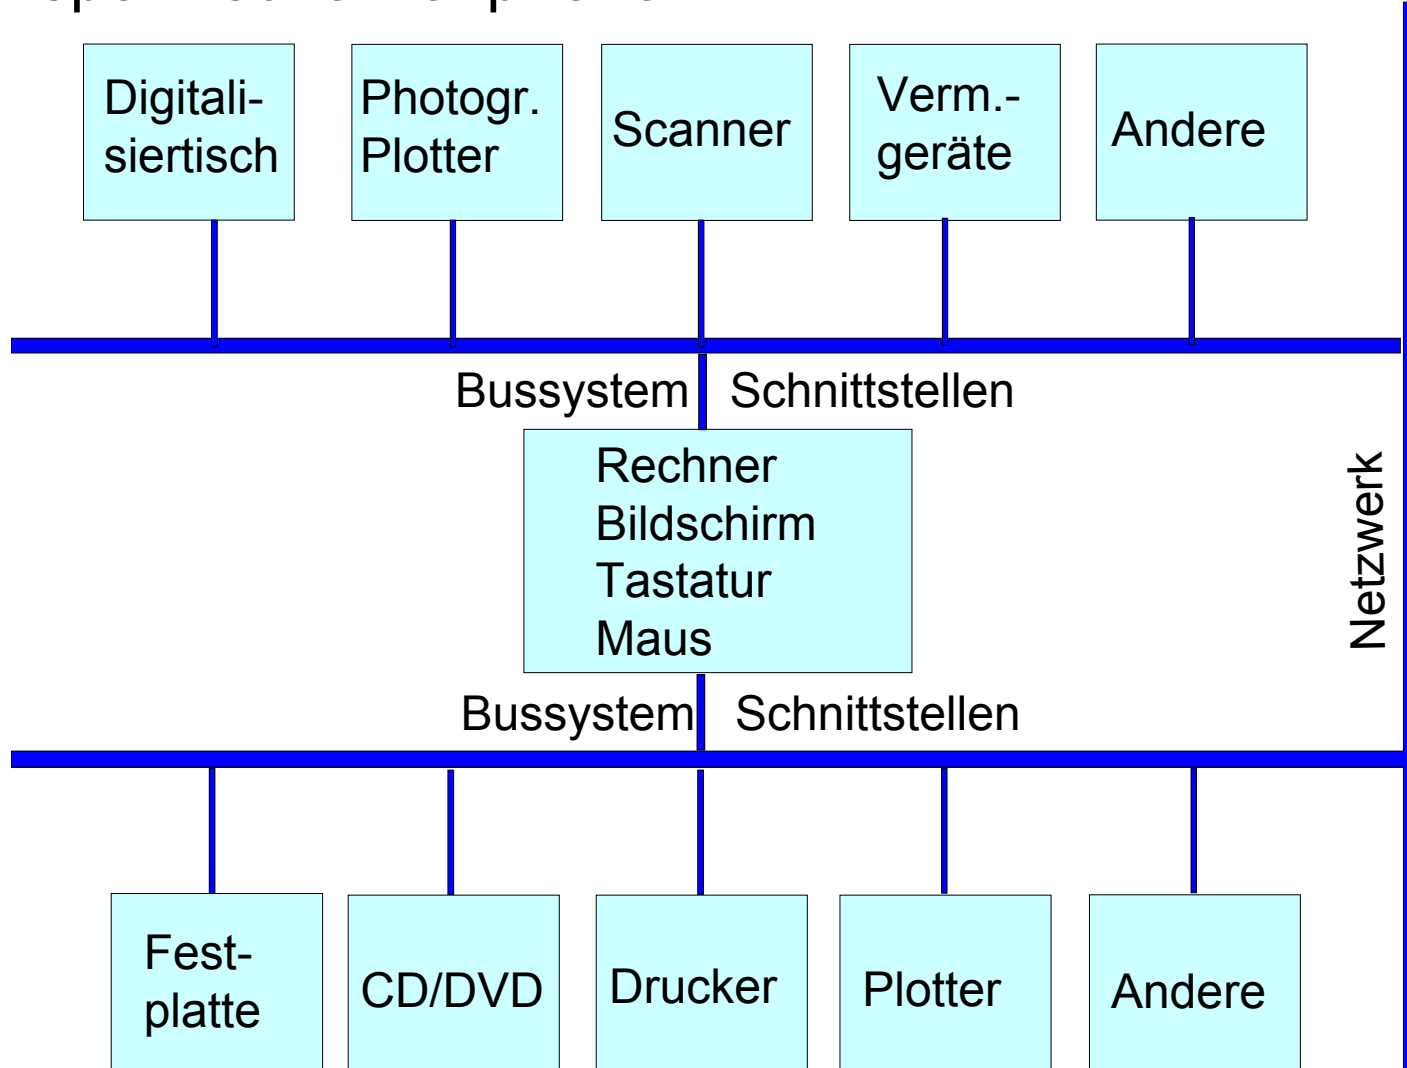 Digitali-
siertisch
Photogr.
Plotter
Scanner
Verm.-
geräte
Andere
Bussystem
Schnittstellen
Rechner
Bildschirm
Tastatur
Maus
Netzwerk
Bussystem
Schnittstellen
Fest-
platte
CD/DVD
Drucker
Plotter
Andere